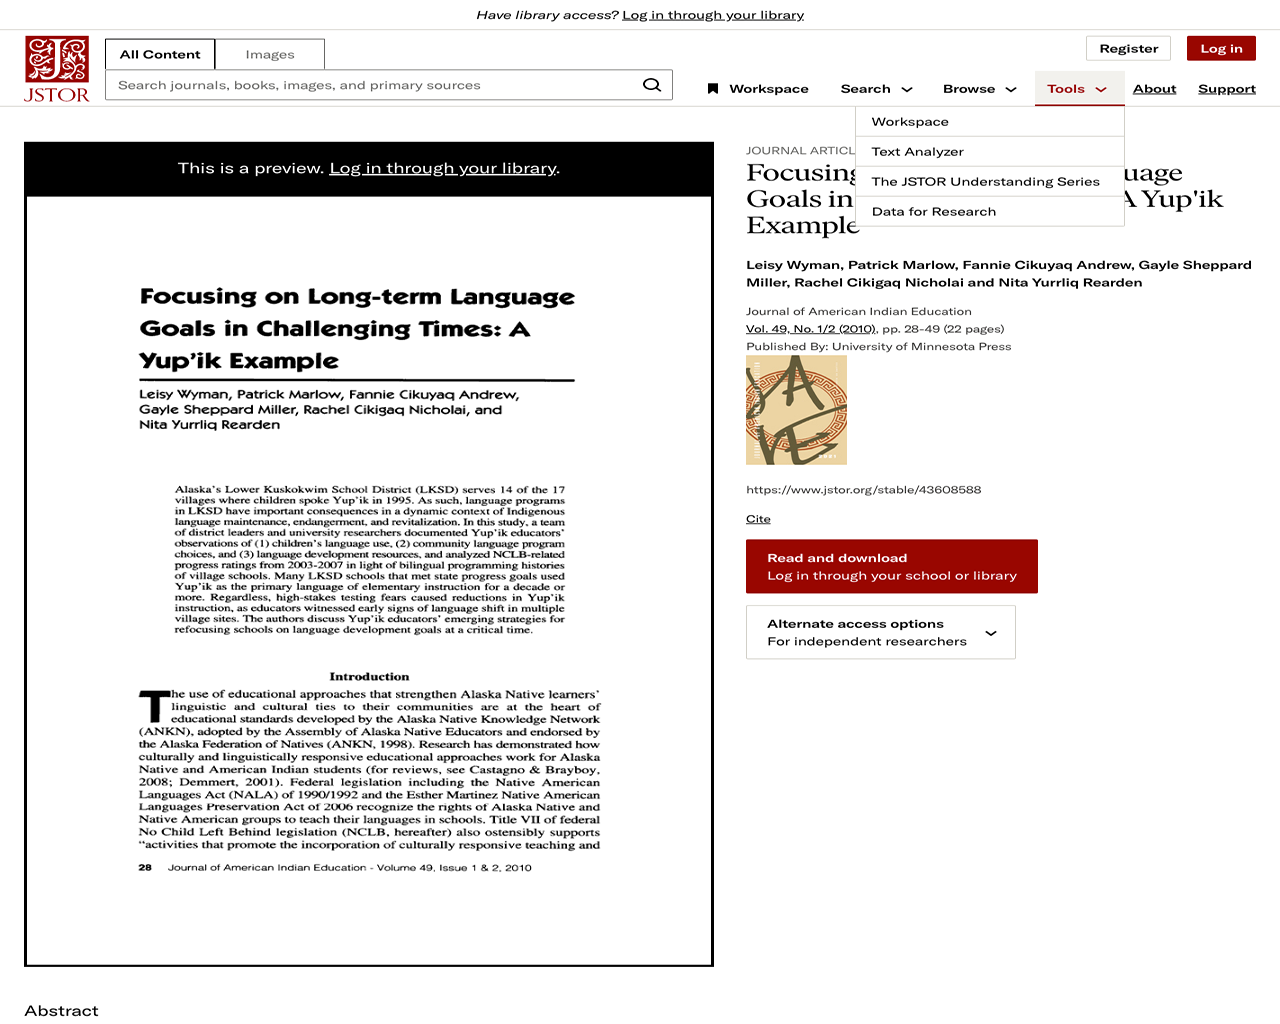 Have library access? Log in through your library
JSTOR
All Content
Images
Register
Log in
Search journals, books, images, and primary sources
Workspace
Search
Browse
Tools
About
Support
Workspace
Text Analyzer
The JSTOR Understanding Series
Data for Research
This is a preview. Log in through your library.
Focusing on Long-term Language
Goals in Challenging Times: A
Yup'ik Example
Leisy Wyman, Patrick Marlow, Fannie Cikuyaq Andrew,
Gayle Sheppard Miller, Rachel Cikigaq Nicholai, and
Nita Yurrliq Rearden
Alaska's Lower Kuskokwim School District (LKSD) serves 14 of the 17
villages where children spoke Yup'ik in 1995. As such, language programs
in LKSD have important consequences in a dynamic context of Indigenous
language maintenance, endangerment, and revitalization. In this study, a team
of district leaders and university researchers documented Yup'ik educators'
observations of (1) children's language use, (2) community language program
choices, and (3) language development resources, and analyzed NCLB-related
progress ratings from 2003-2007 in light of bilingual programming histories
of village schools. Many LKSD schools that met state progress goals used
Yup'ik as the primary language of elementary instruction for a decade or
more. Regardless, high-stakes testing fears caused reductions in Yup'ik
instruction, as educators witnessed early signs of language shift in multiple
village sites. The authors discuss Yup'ik educators' emerging strategies for
refocusing schools on language development goals at a critical time.
Introduction
The use of educational approaches that strengthen Alaska Native learners'
linguistic and cultural ties to their communities are at the heart of
educational standards developed by the Alaska Native Knowledge Network
(ANKN), adopted by the Assembly of Alaska Native Educators and endorsed by
the Alaska Federation of Natives (ANKN, 1998). Research has demonstrated how
culturally and linguistically responsive educational approaches work for Alaska
Native and American Indian students (for reviews, see Castagno & Brayboy,
2008; Demmert, 2001). Federal legislation including the Native American
Languages Act (NALA) of 1990/1992 and the Esther Martinez Native American
Languages Preservation Act of 2006 recognize the rights of Alaska Native and
Native American groups to teach their languages in schools. Title VII of federal
No Child Left Behind legislation (NCLB, hereafter) also ostensibly supports
"activities that promote the incorporation of culturally responsive teaching and
28 Journal of American Indian Education - Volume 49, Issue 1 & 2, 2010
JOURNAL ARTICL
Focusing uage
Goals in A Yup'ik
Example
Leisy Wyman, Patrick Marlow, Fannie Cikuyaq Andrew, Gayle Sheppard
Miller, Rachel Cikigaq Nicholai and Nita Yurrliq Rearden
Journal of American Indian Education
Vol. 49, No. 1/2 (2010), pp. 28-49 (22 pages)
Published By: University of Minnesota Press
https://www.jstor.org/stable/43608588
Cite
Read and download
Log in through your school or library
Alternate access options
For independent researchers
Abstract